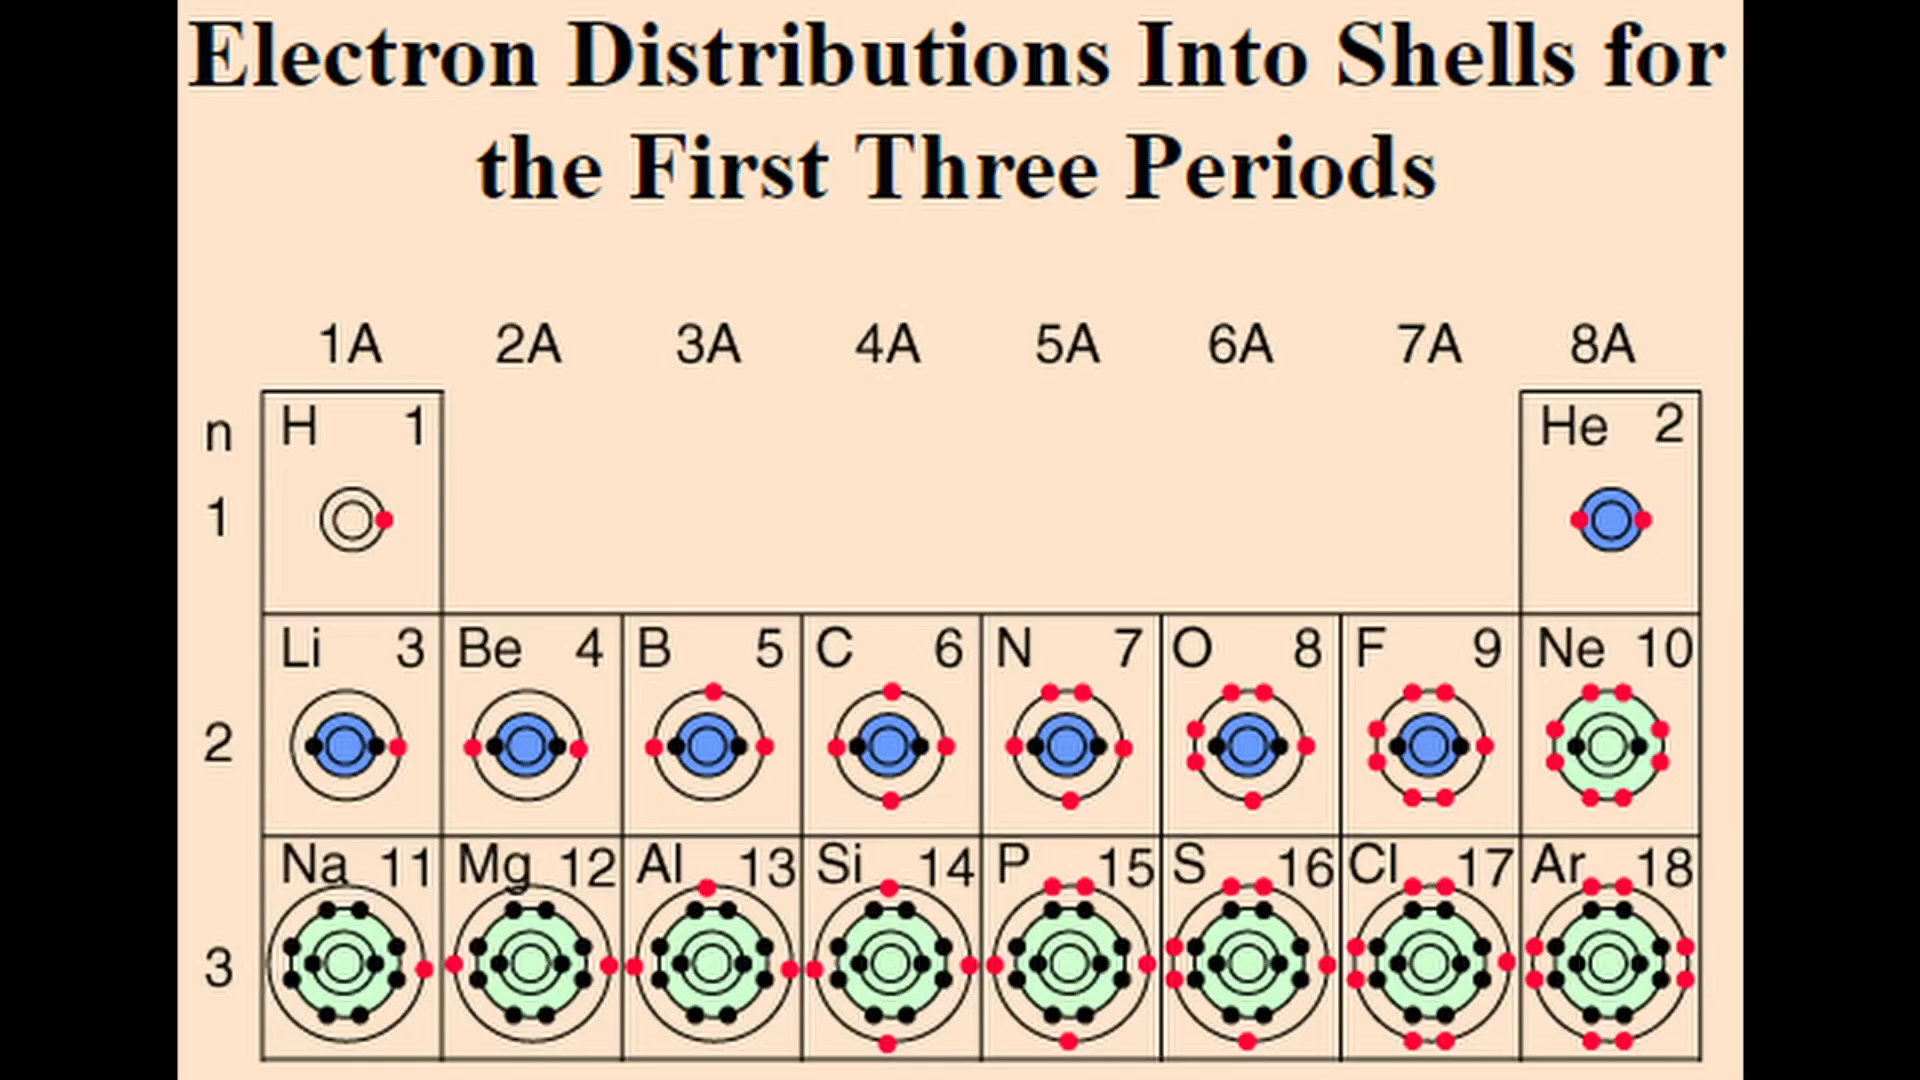 Electron Distributions Into Shells for
the First Three Periods
1A 2A 3A 4A 5A 6A 7A 8A
n H 1 He 2
1
Li 3 Be 4 B 5 C 6 N 7 O 8 F 9 Ne 10
2
Na 11 Mg 12 Al 13 Si 14 P 15 S 16 Cl 17 Ar 18
3